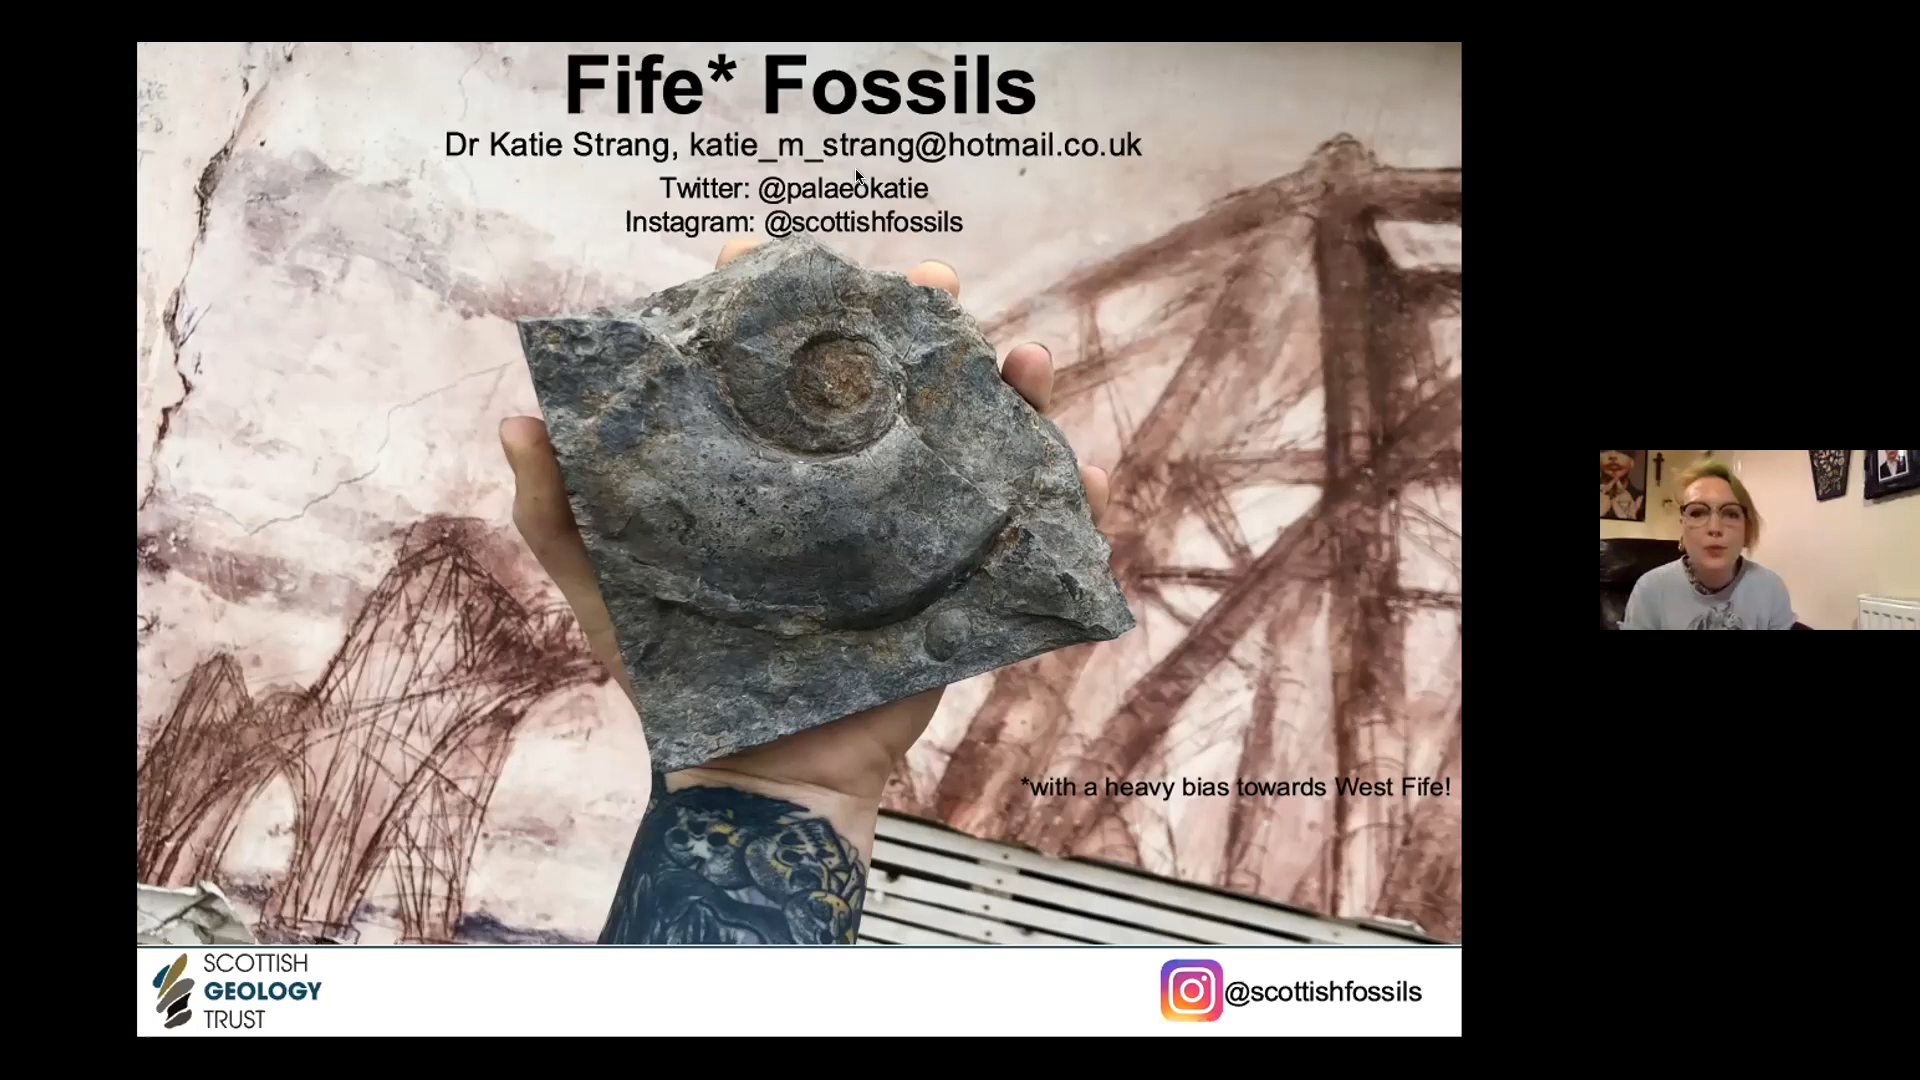 Fife* Fossils
Dr Katie Strang, katie_m_strang@hotmail.co.uk
Twitter: @palaeokatie
Instagram: @scottishfossils
*with a heavy bias towards West Fife!
SCOTTISH
GEOLOGY
TRUST
@scottishfossils